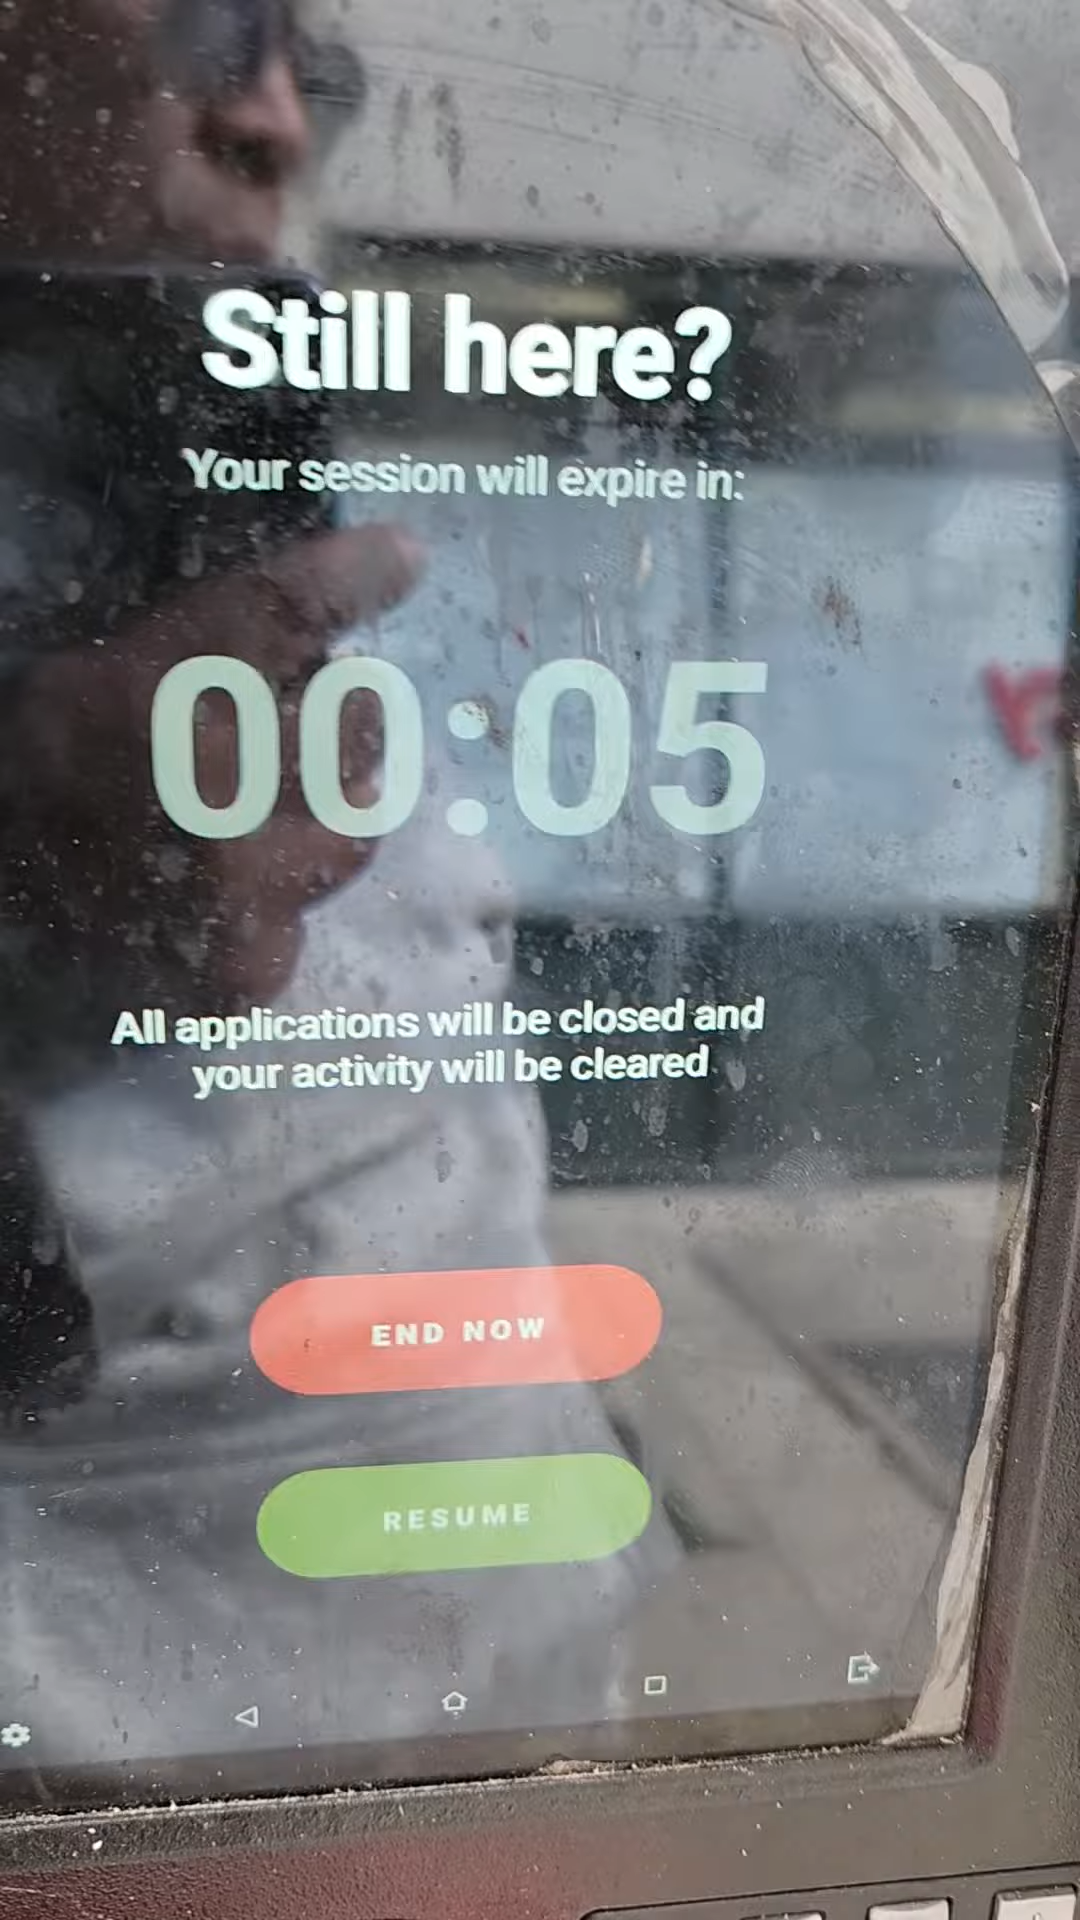 Still here?
Your session will expire in:
00:05
All applications will be closed and
your activity will be cleared
END NOW
RESUME